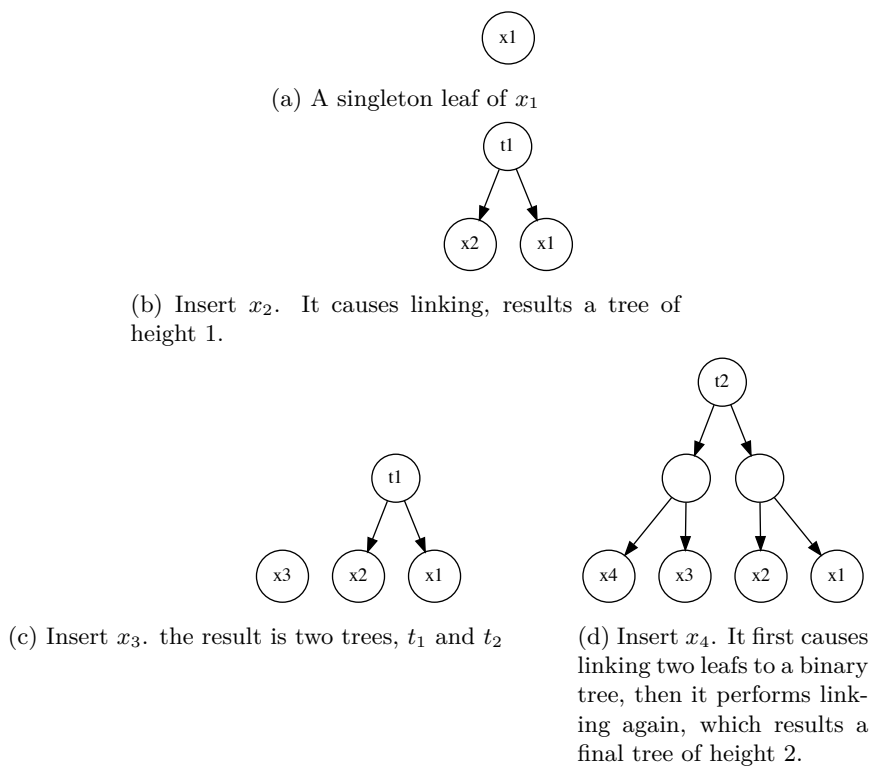 x1
(a) A singleton leaf of x₁
t1
x2 x1
(b) Insert x₂. It causes linking, results a tree of
height 1.
t1
x3 x2 x1
(c) Insert x₃. the result is two trees, t₁ and t₂
t2
x4 x3 x2 x1
(d) Insert x₄. It first causes
linking two leafs to a binary
tree, then it performs link-
ing again, which results a
final tree of height 2.